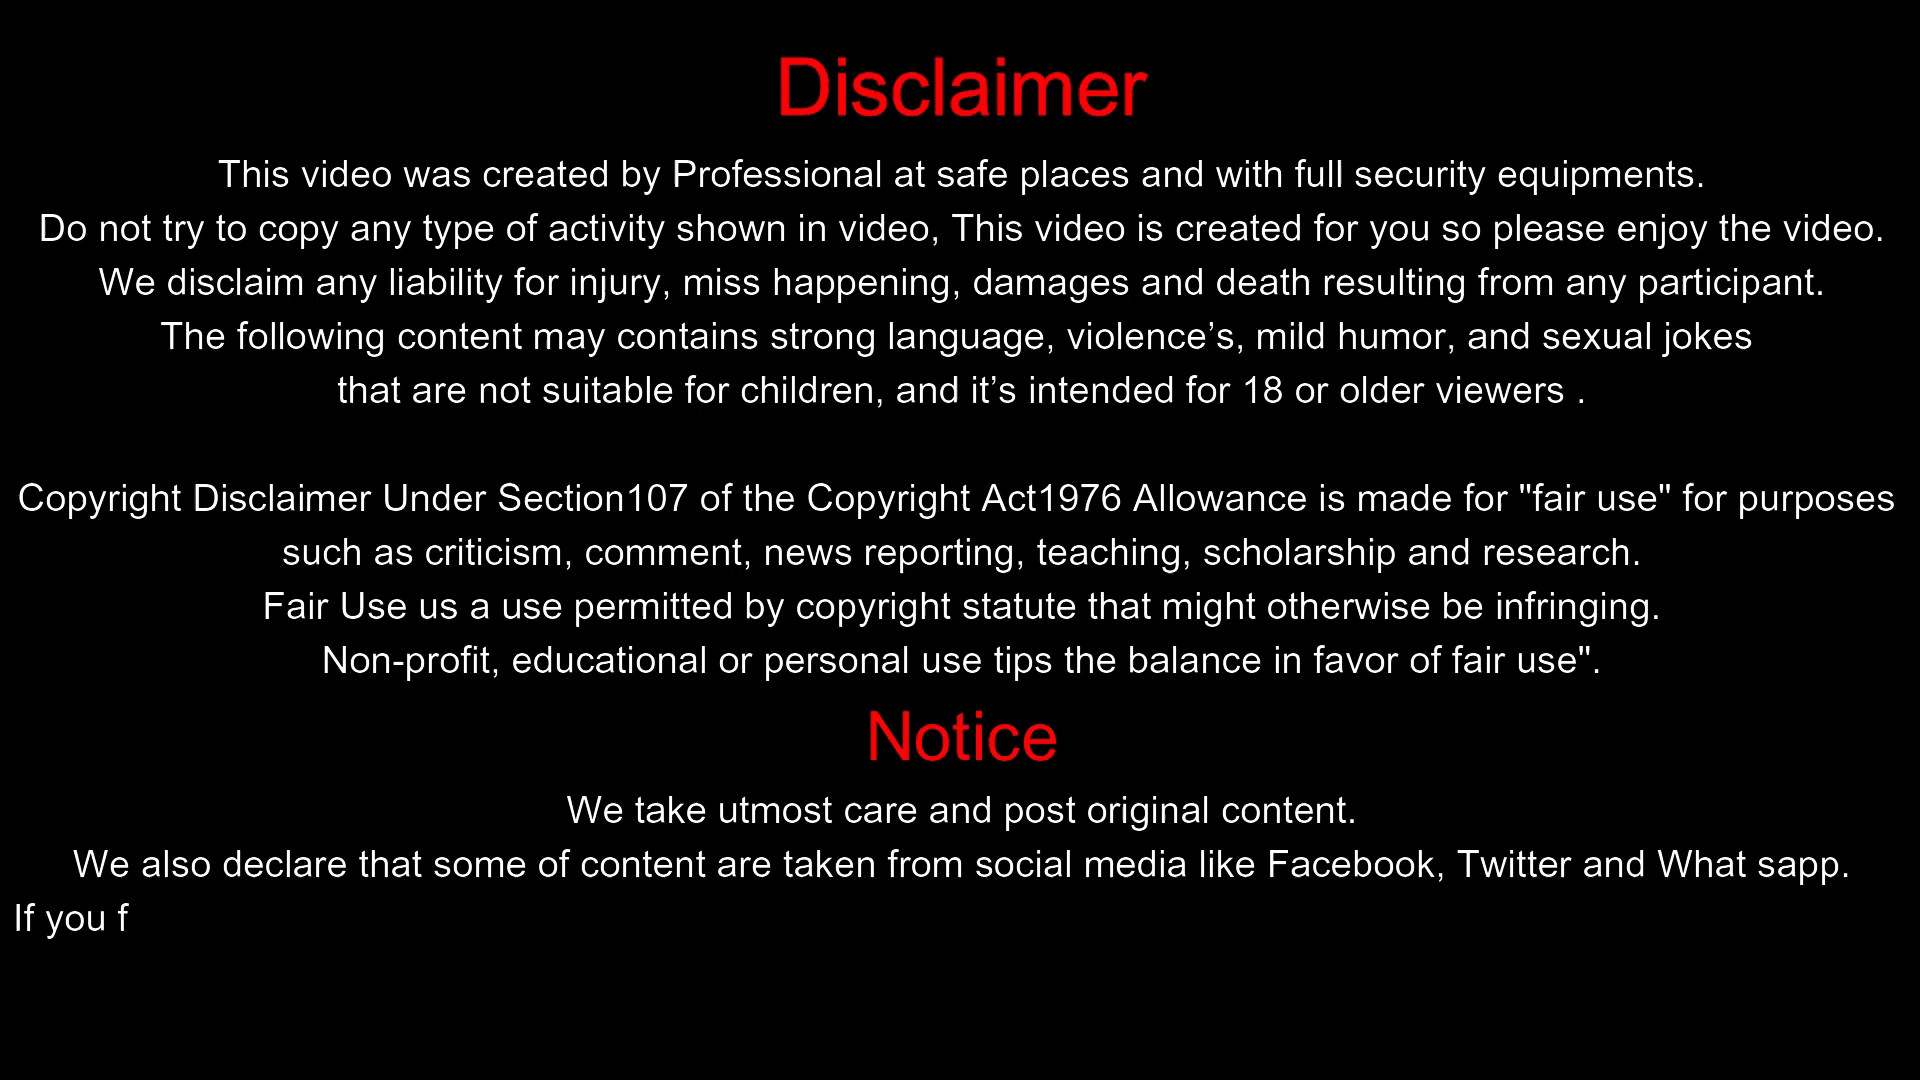 Disclaimer
This video was created by Professional at safe places and with full security equipments.
Do not try to copy any type of activity shown in video, This video is created for you so please enjoy the video.
We disclaim any liability for injury, miss happening, damages and death resulting from any participant.
The following content may contains strong language, violence’s, mild humor, and sexual jokes
that are not suitable for children, and it’s intended for 18 or older viewers .
Copyright Disclaimer Under Section107 of the Copyright Act1976 Allowance is made for "fair use" for purposes
such as criticism, comment, news reporting, teaching, scholarship and research.
Fair Use us a use permitted by copyright statute that might otherwise be infringing.
Non-profit, educational or personal use tips the balance in favor of fair use".
Notice
We take utmost care and post original content.
We also declare that some of content are taken from social media like Facebook, Twitter and What sapp.
If you f